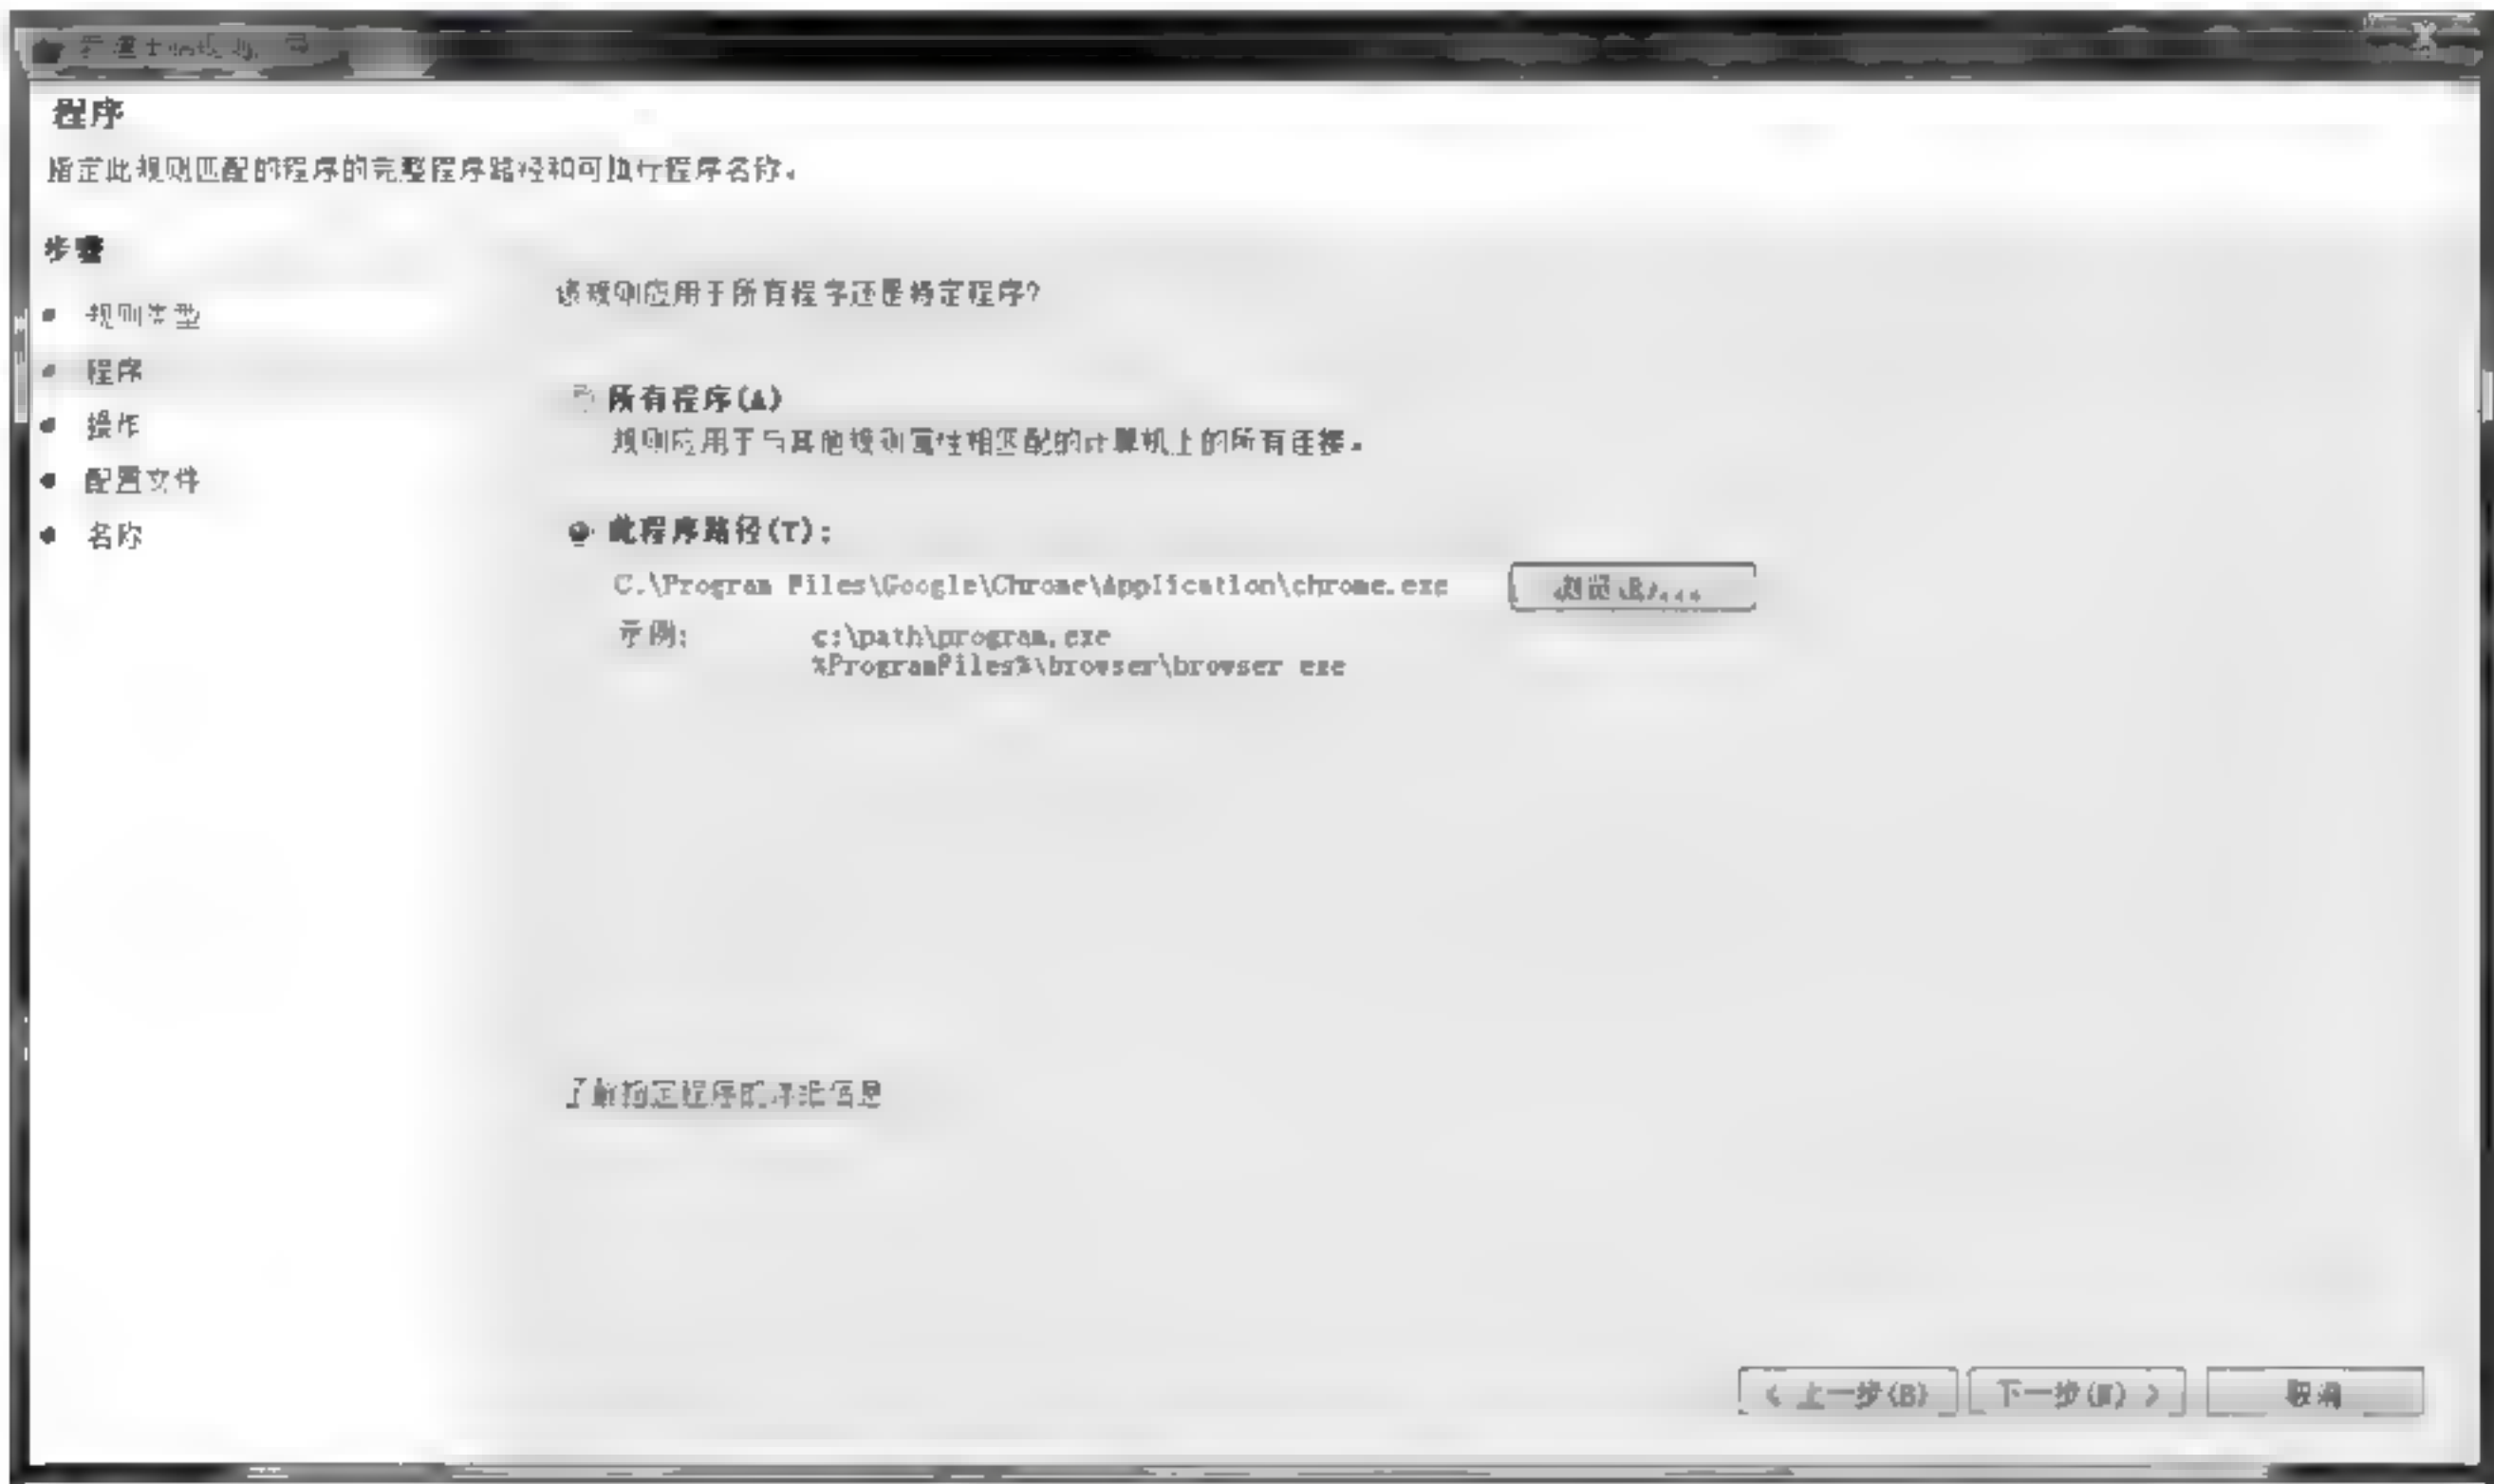 程序
指定此规则匹配的程序的完整程序路径和可执行程序名称。
步骤
规则类型
程序
操作
配置文件
名称
该规则应用于所有程序还是特定程序?
所有程序(A)
规则应用于与其他规则属性相匹配的计算机上的所有连接。
此程序路径(T):
C:\Program Files\Google\Chrome\Application\chrome.exe
浏览(R)...
示例:
c:\path\program.exe
%ProgramFiles%\browser\browser.exe
了解指定程序的详细信息
< 上一步(B)
下一步(N) >
取消